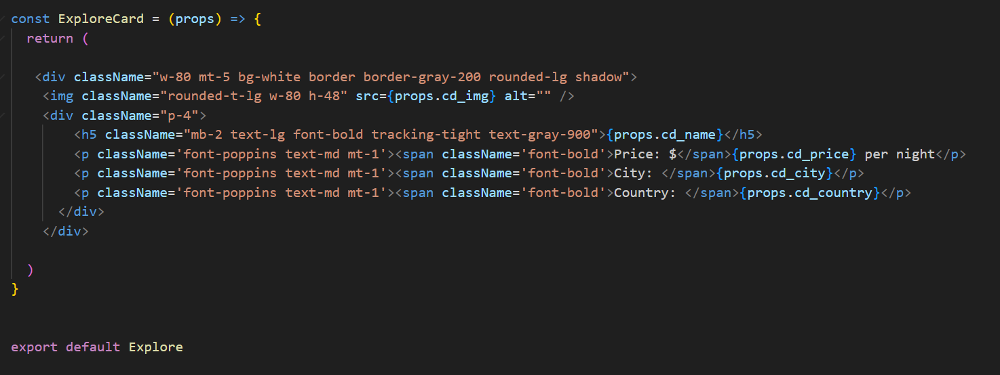 const ExploreCard = (props) => {
return (
<div className="w-80 mt-5 bg-white border border-gray-200 rounded-lg shadow">
<img className="rounded-t-lg w-80 h-48" src={props.cd_img} alt="" />
<div className="p-4">
<h5 className="mb-2 text-lg font-bold tracking-tight text-gray-900">{props.cd_name}</h5>
<p className='font-poppins text-md mt-1'><span className='font-bold'>Price: $</span>{props.cd_price} per night</p>
<p className='font-poppins text-md mt-1'><span className='font-bold'>City: </span>{props.cd_city}</p>
<p className='font-poppins text-md mt-1'><span className='font-bold'>Country: </span>{props.cd_country}</p>
</div>
</div>
)
}
export default Explore